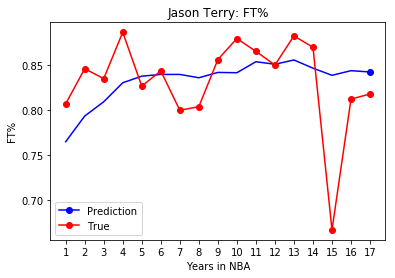 Jason Terry: FT%
FT%
0.85
0.80
0.75
0.70
Prediction
True
1 2 3 4 5 6 7 8 9 10 11 12 13 14 15 16 17
Years in NBA